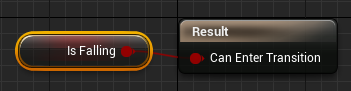 Result
Is Falling
Can Enter Transition